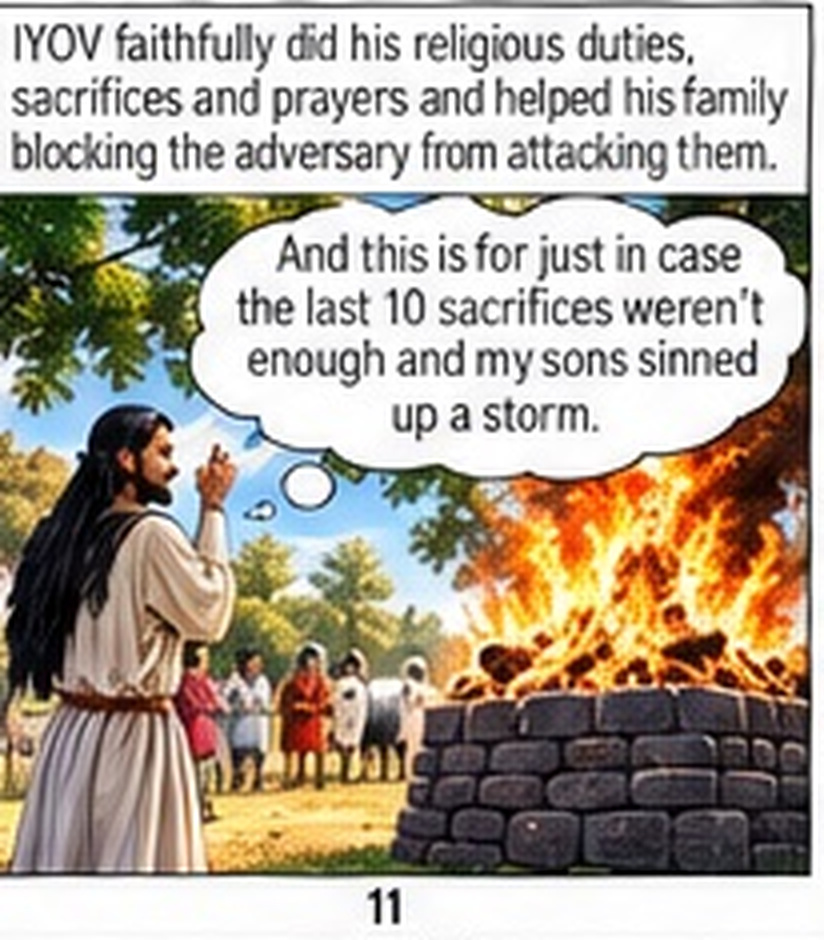 IYOV faithfully did his religious duties,
sacrifices and prayers and helped his family
blocking the adversary from attacking them.
And this is for just in case
the last 10 sacrifices weren't
enough and my sons sinned
up a storm.
11